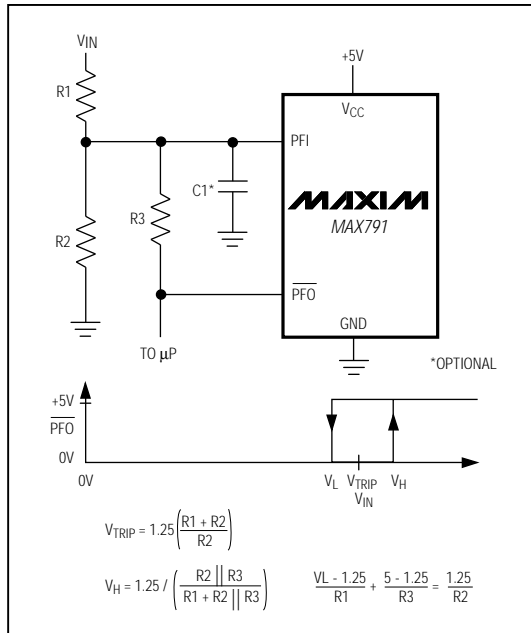 VIN
+5V
R1
VCC
PFI
C1*
R3
R2
MAXIM
MAX791
PFO
GND
TO μP
*OPTIONAL
+5V
PFO
0V
0V
VL VTRIP VH
VIN
VTRIP = 1.25(R1 + R2 / R2)
VH = 1.25 / (R2 || R3 / R1 + R2 || R3)
VL - 1.25 / R1 + 5 - 1.25 / R3 = 1.25 / R2